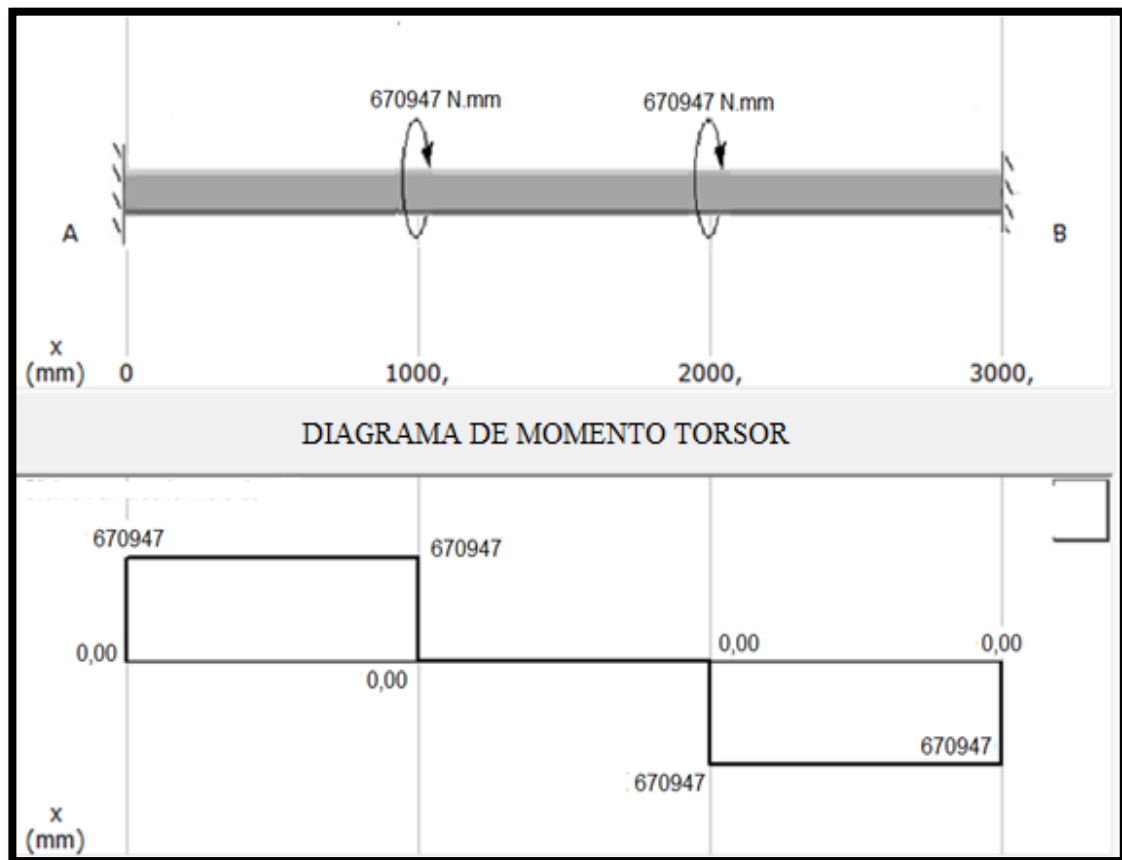 670947 N.mm 670947 N.mm
A B
x
(mm) 0 1000, 2000, 3000,
DIAGRAMA DE MOMENTO TORSOR
670947 670947
0,00 0,00 0,00
0,00
670947
670947
x
(mm)